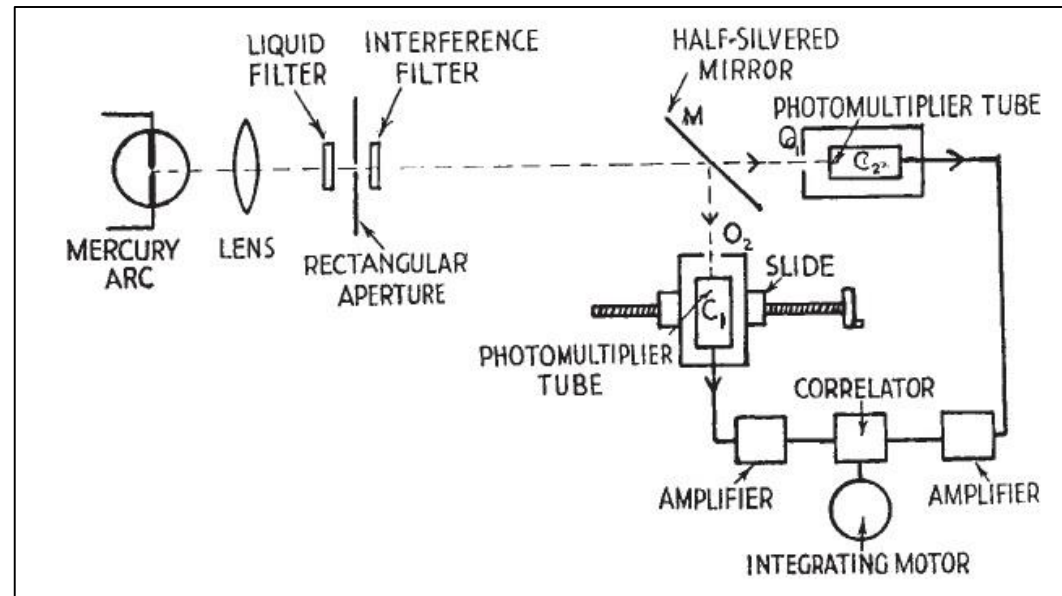 LIQUID
FILTER
INTERFERENCE
FILTER
HALF-SILVERED
MIRROR
M
PHOTOMULTIPLIER TUBE
O1
C2
MERCURY
ARC
LENS
RECTANGULAR
APERTURE
O2
SLIDE
C1
PHOTOMULTIPLIER
TUBE
CORRELATOR
AMPLIFIER
AMPLIFIER
INTEGRATING MOTOR